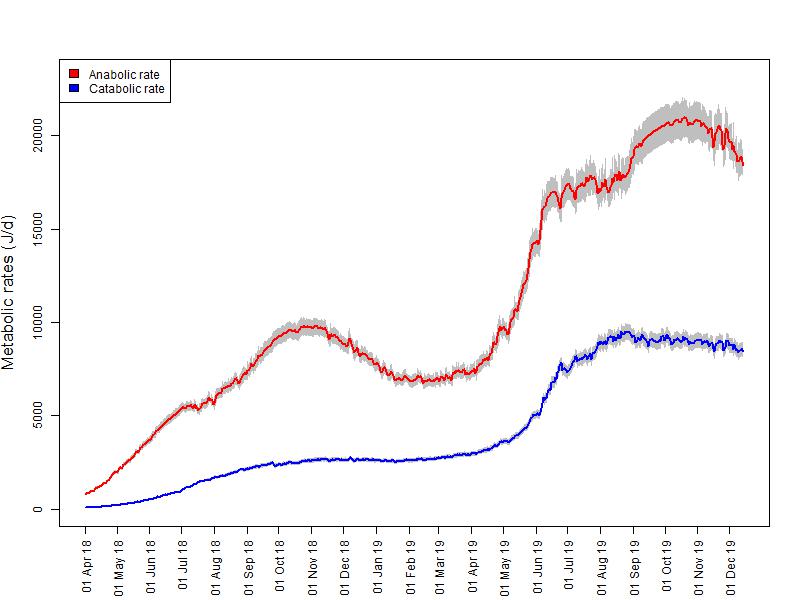 Anabolic rate
Catabolic rate
Metabolic rates (J/d)
20000
15000
10000
5000
0
01 Apr 18
01 May 18
01 Jun 18
01 Jul 18
01 Aug 18
01 Sep 18
01 Oct 18
01 Nov 18
01 Dec 18
01 Jan 19
01 Feb 19
01 Mar 19
01 Apr 19
01 May 19
01 Jun 19
01 Jul 19
01 Aug 19
01 Sep 19
01 Oct 19
01 Nov 19
01 Dec 19